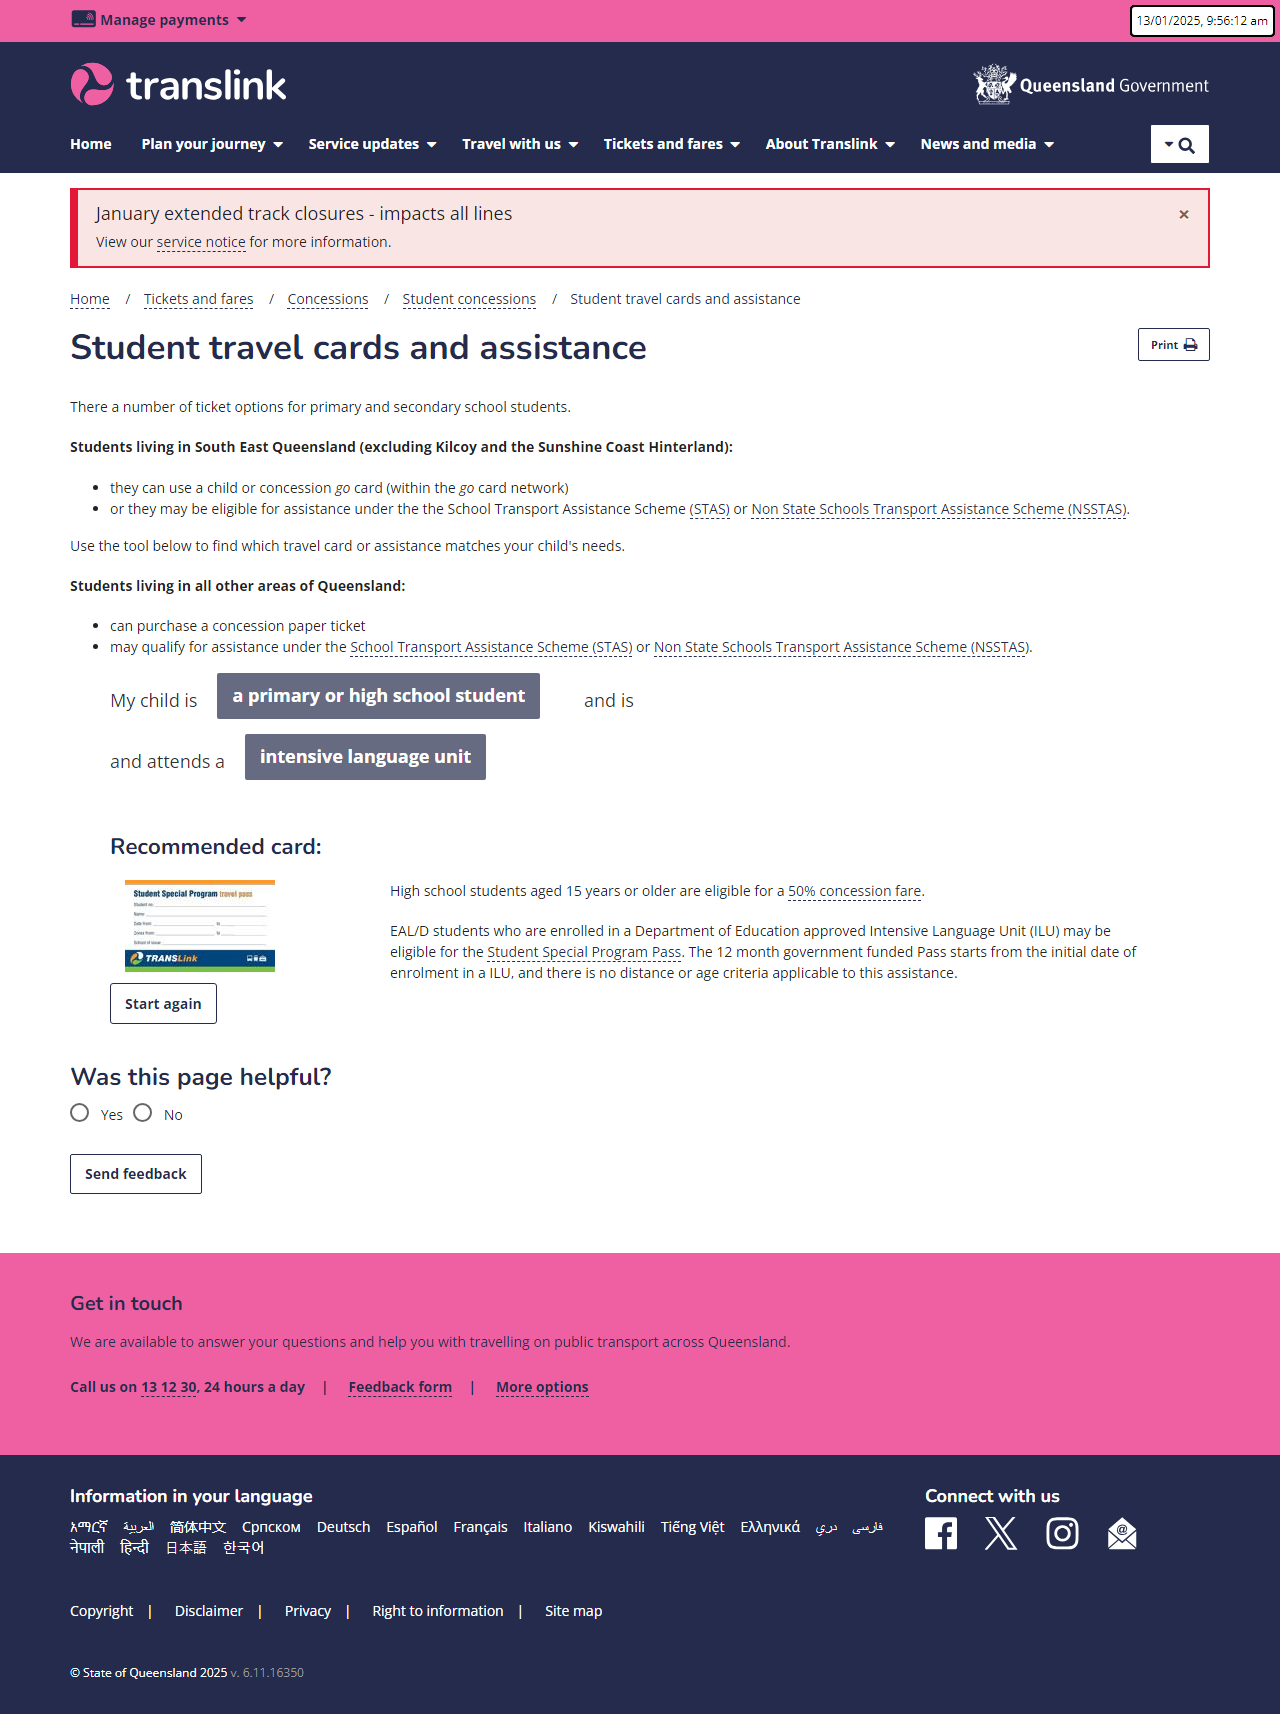 Manage payments
13/01/2025, 9:56:12 am
translink
Queensland Government
Home Plan your journey Service updates Travel with us Tickets and fares About Translink News and media
January extended track closures - impacts all lines
×
View our service notice for more information.
Home / Tickets and fares / Concessions / Student concessions / Student travel cards and assistance
Student travel cards and assistance
Print
There a number of ticket options for primary and secondary school students.
Students living in South East Queensland (excluding Kilcoy and the Sunshine Coast Hinterland):
• they can use a child or concession go card (within the go card network)
• or they may be eligible for assistance under the the School Transport Assistance Scheme (STAS) or Non State Schools Transport Assistance Scheme (NSSTAS).
Use the tool below to find which travel card or assistance matches your child's needs.
Students living in all other areas of Queensland:
• can purchase a concession paper ticket
• may qualify for assistance under the School Transport Assistance Scheme (STAS) or Non State Schools Transport Assistance Scheme (NSSTAS).
My child is a primary or high school student and is
and attends a intensive language unit
Recommended card:
Student Special Program travel pass
Student no.
Name:
Date from: to
Zones from: to
School of issue:
TRANSLink
High school students aged 15 years or older are eligible for a 50% concession fare.
EAL/D students who are enrolled in a Department of Education approved Intensive Language Unit (ILU) may be
eligible for the Student Special Program Pass. The 12 month government funded Pass starts from the initial date of
enrolment in a ILU, and there is no distance or age criteria applicable to this assistance.
Start again
Was this page helpful?
Yes No
Send feedback
Get in touch
We are available to answer your questions and help you with travelling on public transport across Queensland.
Call us on 13 12 30, 24 hours a day | Feedback form | More options
Information in your language
Connect with us
አማርኛ العربية 简体中文 Српском Deutsch Español Français Italiano Kiswahili Tiếng Việt Ελληνικά دري فارسی
नेपाली हिन्दी 日本語 한국어
Copyright | Disclaimer | Privacy | Right to information | Site map
© State of Queensland 2025 v. 6.11.16350